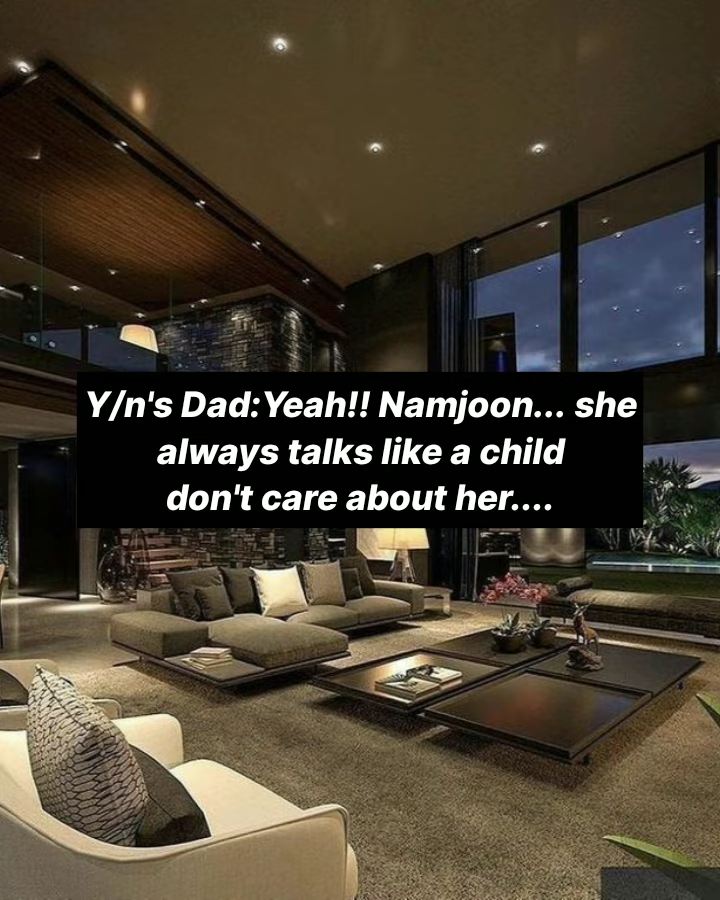 Y/n's Dad:Yeah!! Namjoon... she
always talks like a child
don't care about her....